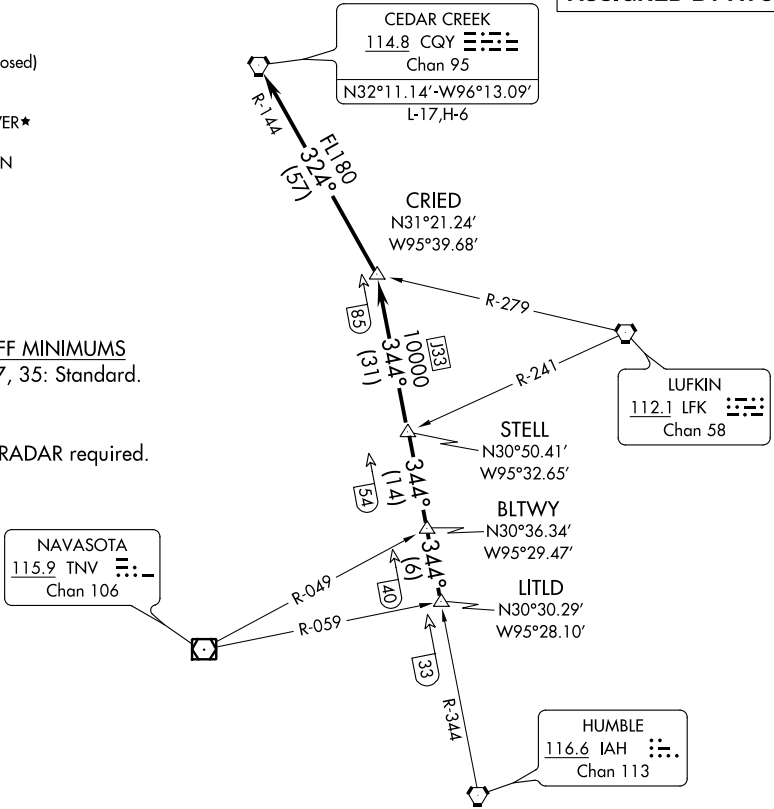 CEDAR CREEK
114.8 CQY
Chan 95
N32°11.14′-W96°13.09′
L-17,H-6
R-144
FL180
324°
(57)
CRIED
N31°21.24′
W95°39.68′
R-279
85
10000
J33
344°
(31)
R-241
LUFKIN
112.1 LFK
Chan 58
FF MINIMUMS
7, 35: Standard.
RADAR required.
STELL
N30°50.41′
W95°32.65′
54
344°
(14)
BLTWY
N30°36.34′
W95°29.47′
NAVASOTA
115.9 TNV
Chan 106
R-049
R-059
40
344°
(6)
LITLD
N30°30.29′
W95°28.10′
33
R-344
HUMBLE
116.6 IAH
Chan 113
osed)
ER★
N